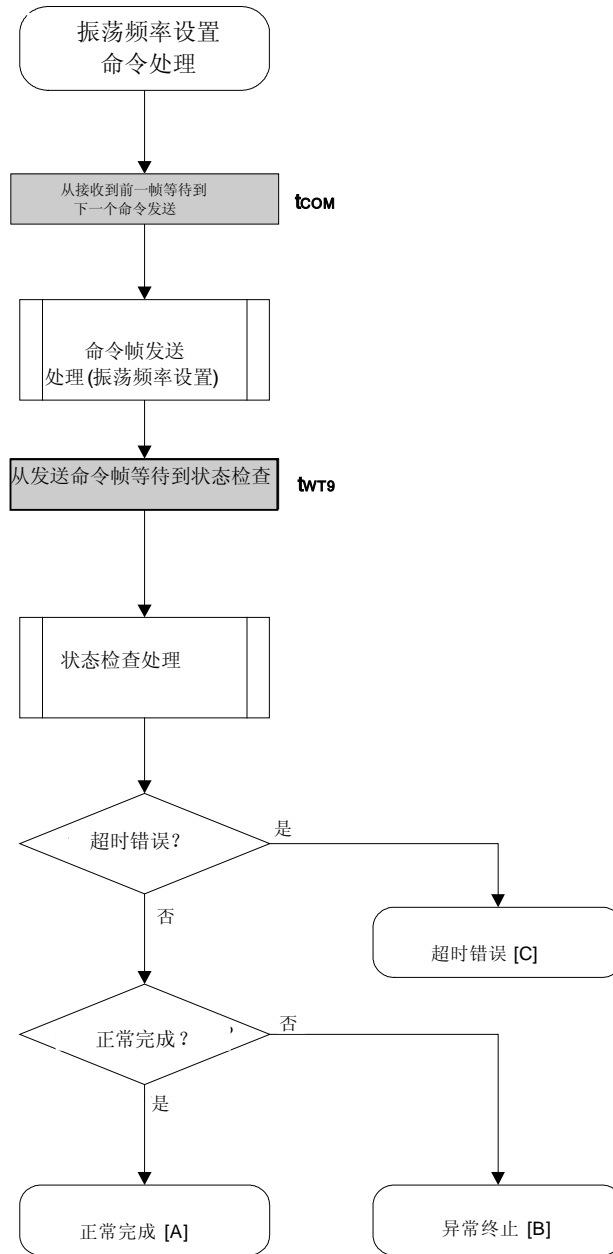 振荡频率设置
命令处理
从接收到前一帧等待到
下一个命令发送
tCOM
命令帧发送
处理(振荡频率设置)
从发送命令帧等待到状态检查
tWT9
状态检查处理
超时错误?
是
否
超时错误 [C]
正常完成?
否
是
正常完成 [A]
异常终止 [B]